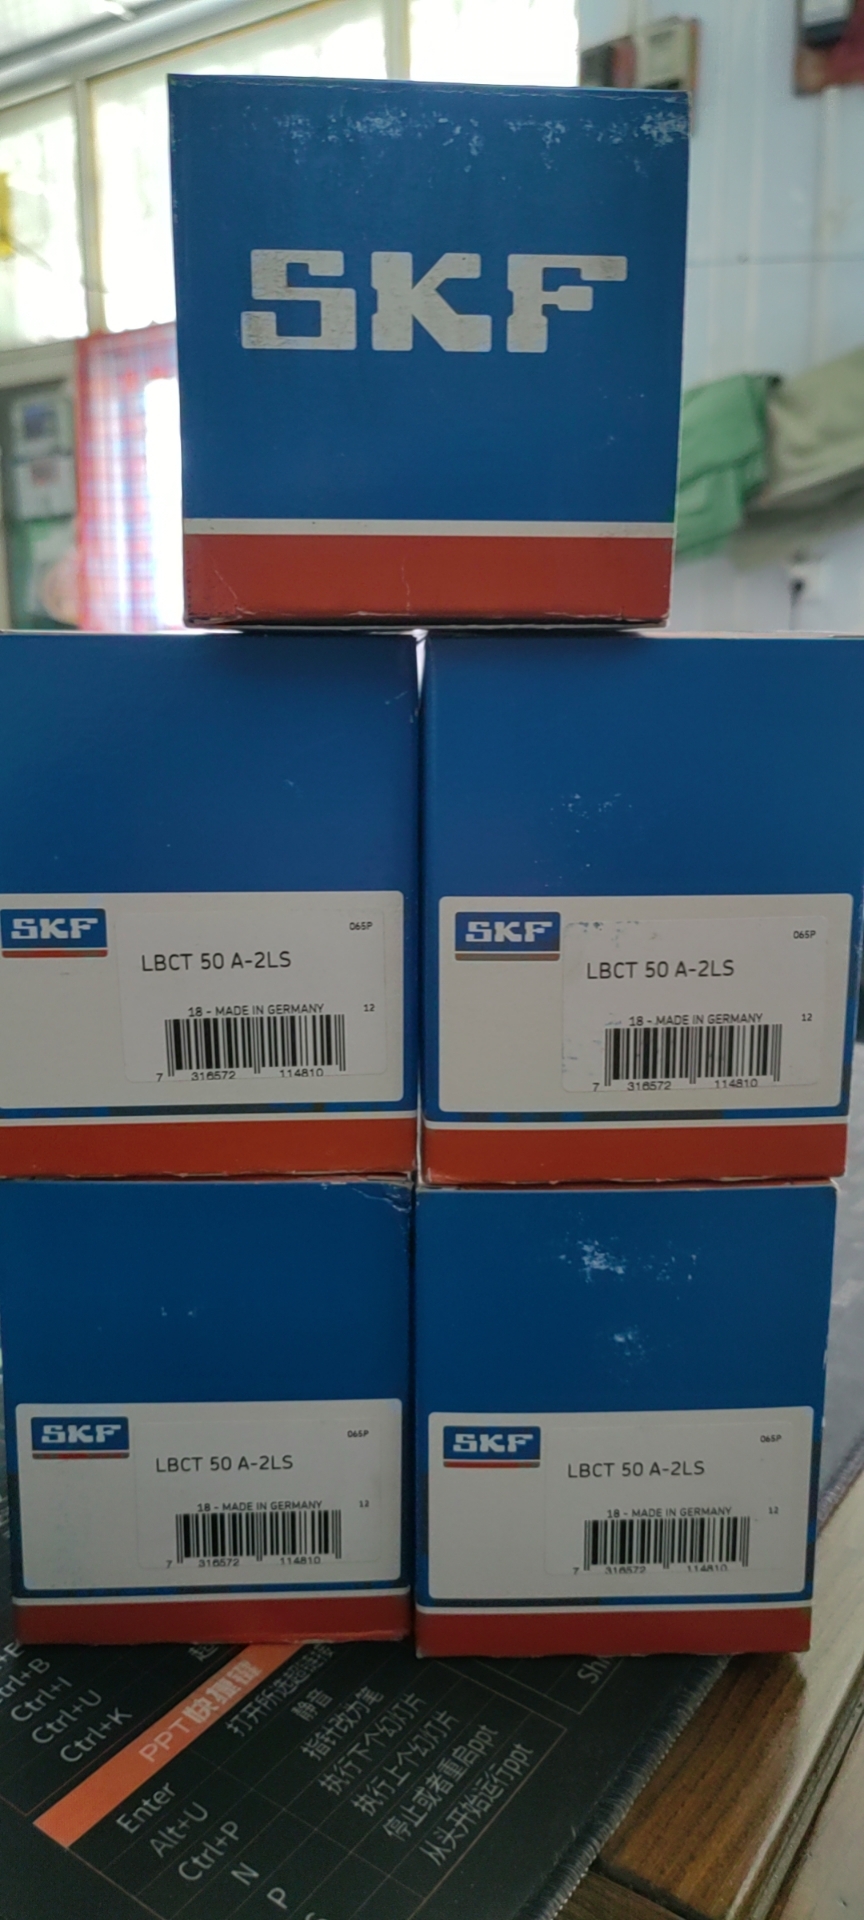 SKF
SKF
065P
LBCT 50 A-2LS
18 - MADE IN GERMANY
12
7 316572 114810
SKF
065P
LBCT 50 A-2LS
18 - MADE IN GERMANY
12
7 316572 114810
SKF
065P
LBCT 50 A-2LS
18 - MADE IN GERMANY
12
7 316572 114810
SKF
065P
LBCT 50 A-2LS
18 - MADE IN GERMANY
12
7 316572 114810
Ctrl+B
Ctrl+I
Ctrl+U
Ctrl+K
PPT快捷键
打开所选超链接
Enter
静音
Alt+U
指针改为笔
Ctrl+P
执行下个幻灯片
N
执行上个幻灯片
P
停止或者重启ppt
从头开始运行ppt